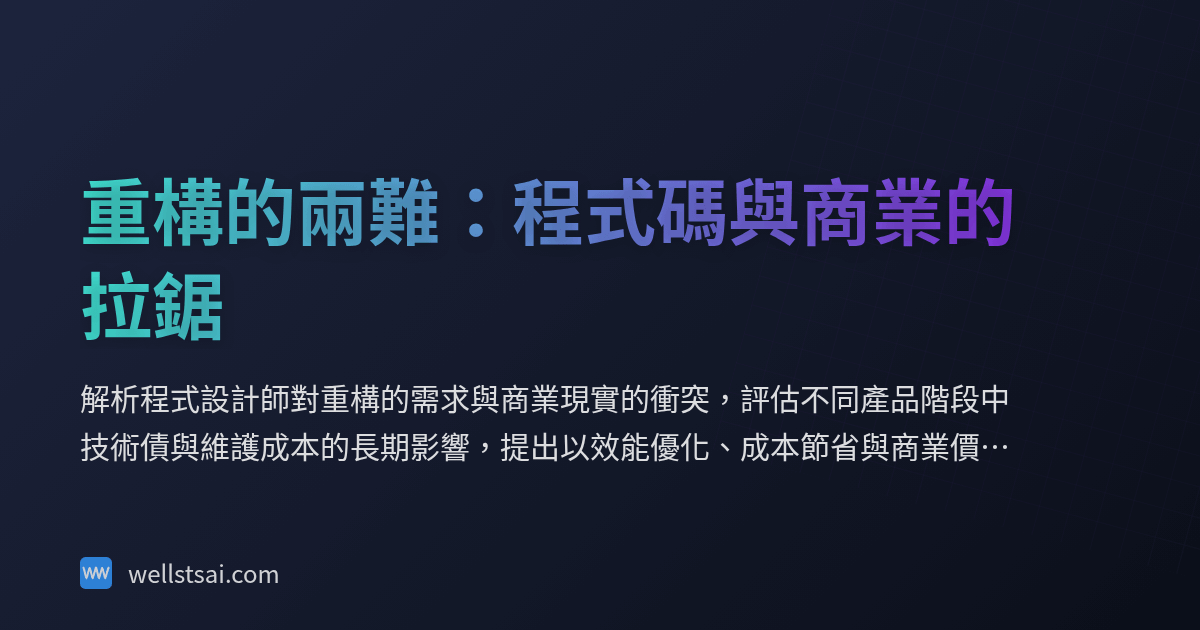 重構的兩難：程式碼與商業的
拉鋸
解析程式設計師對重構的需求與商業現實的衝突，評估不同產品階段中
技術債與維護成本的長期影響，提出以效能優化、成本節省與商業價…
wellstsai.com